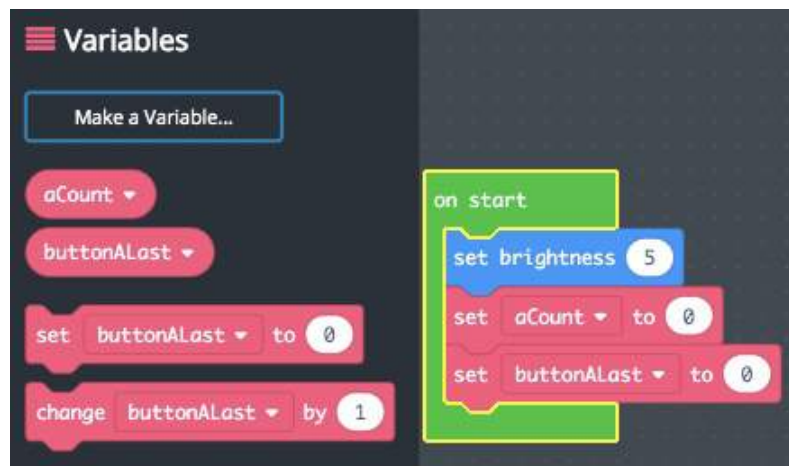 Variables
Make a Variable...
aCount
buttonALast
set buttonALast to 0
change buttonALast by 1
on start
set brightness 5
set aCount to 0
set buttonALast to 0